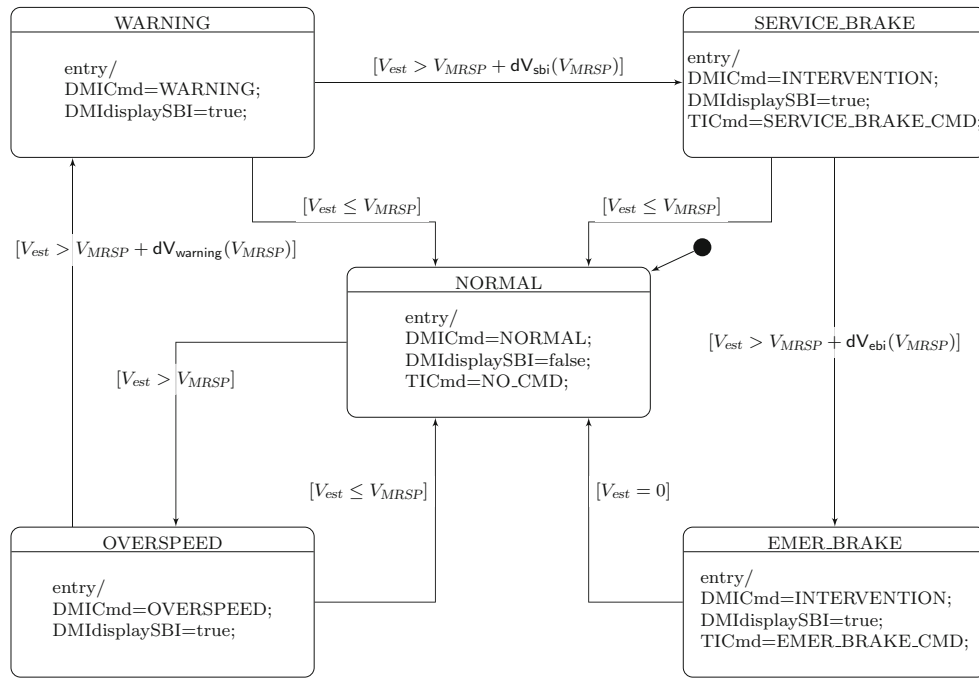 WARNING
entry/
DMICmd=WARNING;
DMIdisplaySBI=true;
[V_est > V_MRSP + dV_sbi(V_MRSP)]
SERVICE_BRAKE
entry/
DMICmd=INTERVENTION;
DMIdisplaySBI=true;
TICmd=SERVICE_BRAKE_CMD;
[V_est ≤ V_MRSP]
[V_est ≤ V_MRSP]
[V_est > V_MRSP + dV_warning(V_MRSP)]
NORMAL
entry/
DMICmd=NORMAL;
DMIdisplaySBI=false;
TICmd=NO_CMD;
[V_est > V_MRSP + dV_ebi(V_MRSP)]
[V_est > V_MRSP]
[V_est ≤ V_MRSP]
[V_est = 0]
OVERSPEED
entry/
DMICmd=OVERSPEED;
DMIdisplaySBI=true;
EMER_BRAKE
entry/
DMICmd=INTERVENTION;
DMIdisplaySBI=true;
TICmd=EMER_BRAKE_CMD;